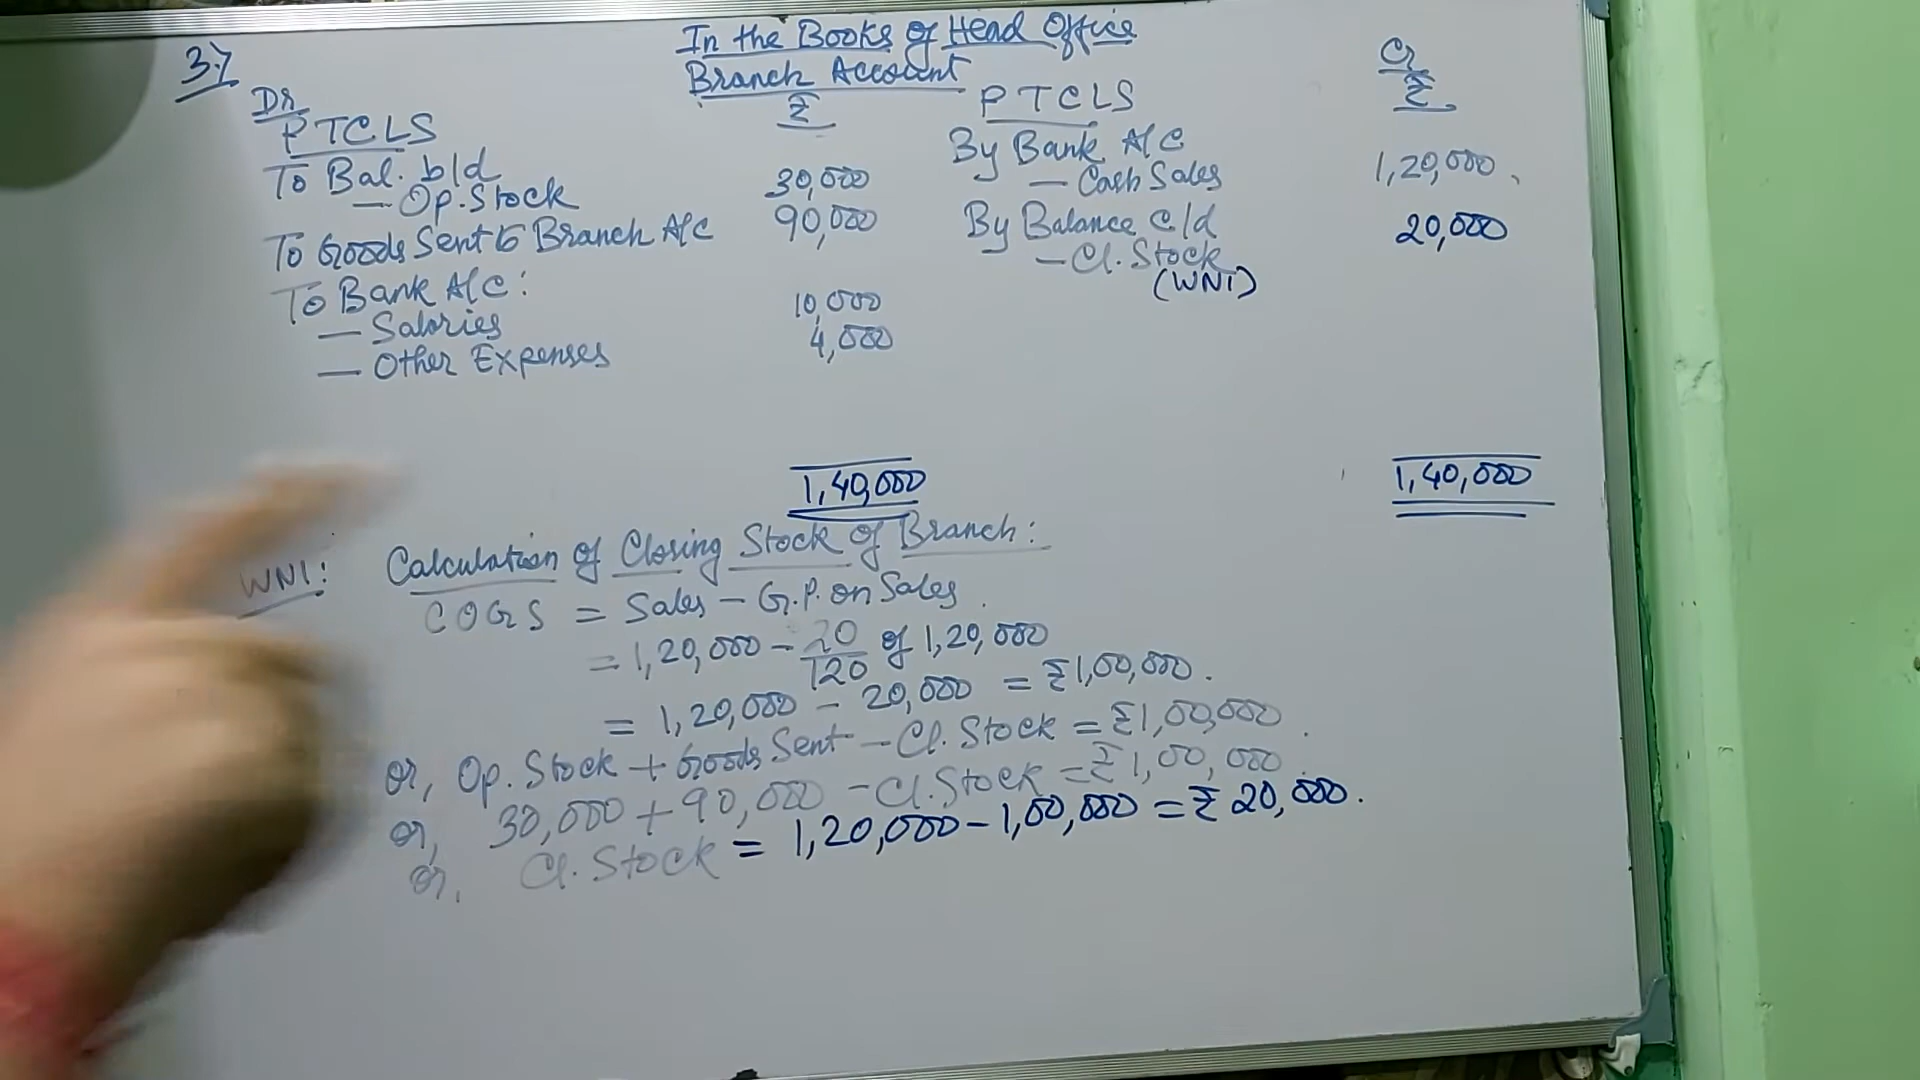 3.7
In the Books of Head Office
Branch Account
Dr
Cr
PTCLS ₹ PTCLS ₹
To Bal. b/d By Bank A/C
— Op. Stock 30,000 — Cash Sales 1,20,000
To Goods Sent to Branch A/C 90,000 By Balance c/d 20,000
— Cl. Stock
(WN1)
To Bank A/C:
— Salaries 10,000
— Other Expenses 4,000
1,40,000 1,40,000
WN1: Calculation of Closing Stock of Branch:
COGS = Sales – G.P. on Sales
= 1,20,000 – 20/120 of 1,20,000
= 1,20,000 – 20,000 = ₹1,00,000.
or, Op. Stock + Goods Sent – Cl. Stock = ₹1,00,000.
or, 30,000 + 90,000 – Cl. Stock = ₹1,00,000.
or, Cl. Stock = 1,20,000 – 1,00,000 = ₹20,000.